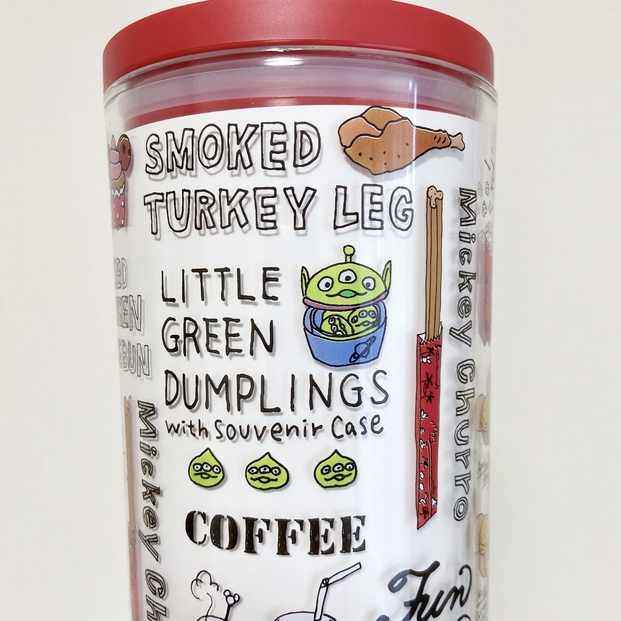 SMOKED
TURKEY LEG
LITTLE
GREEN
DUMPLINGS
with Souvenir Case
COFFEE
Mickey Churro
Mickey Ch
Fun